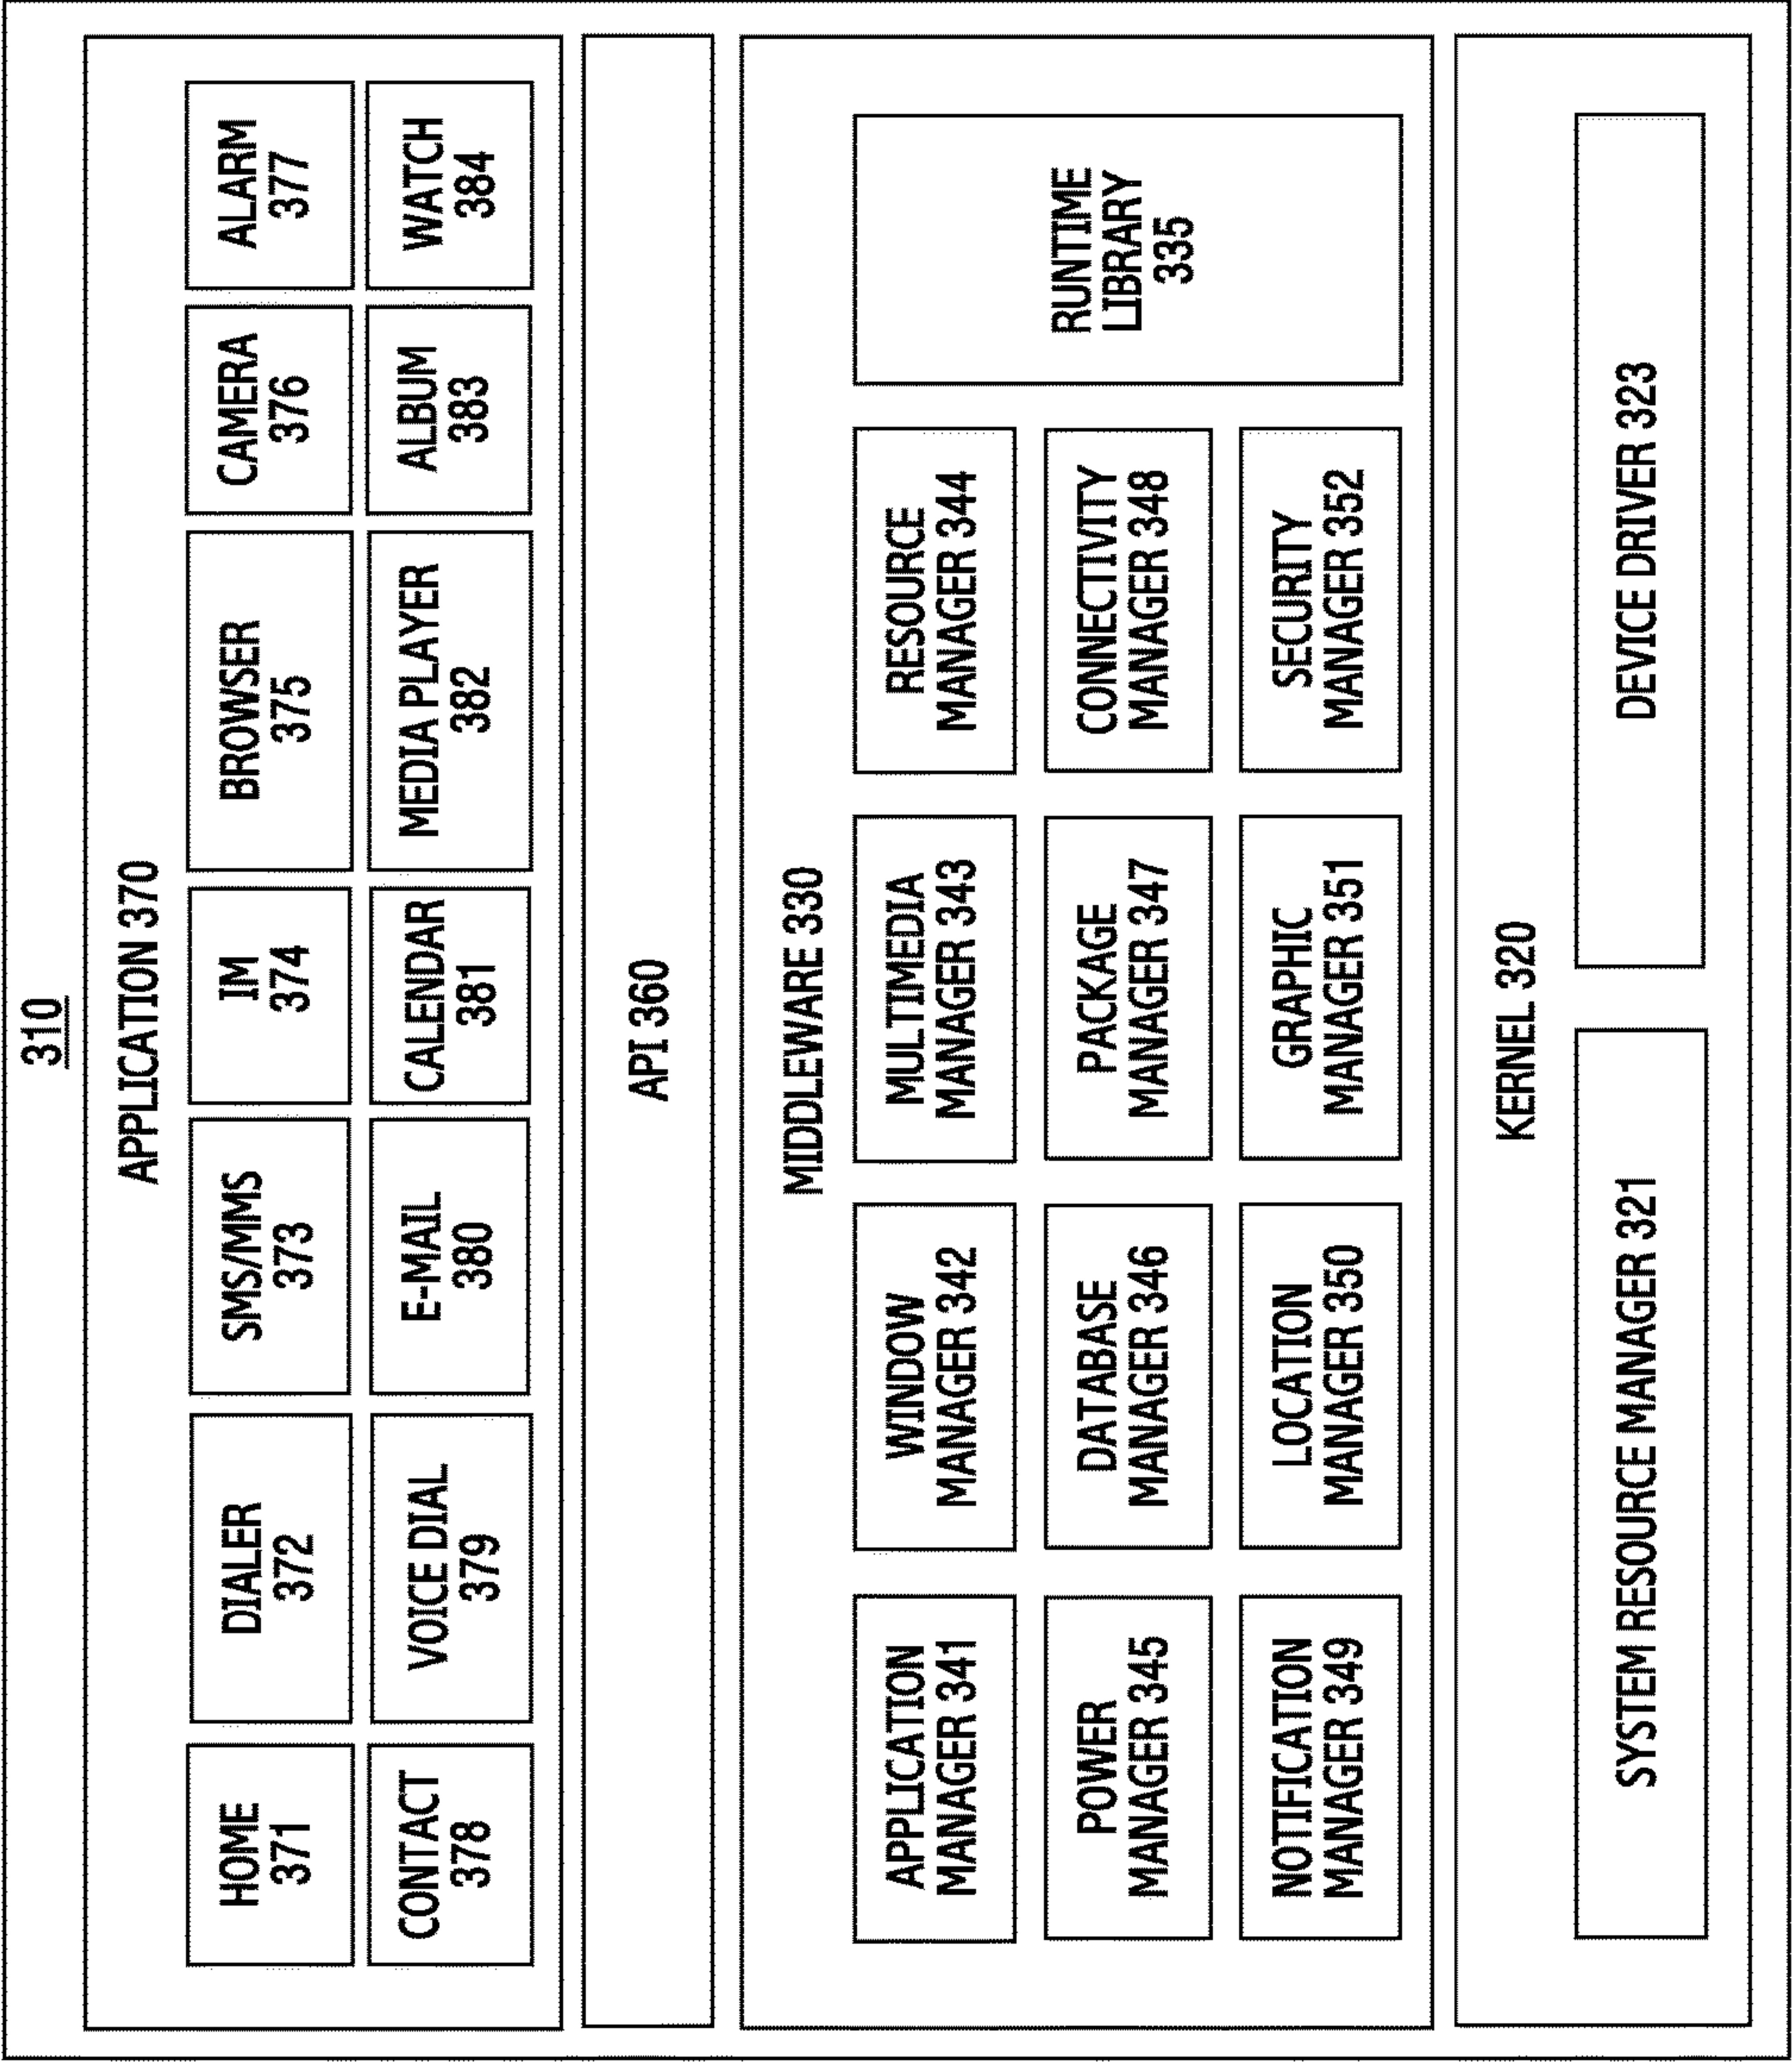 310
APPLICATION 370
HOME
371
DIALER
372
SMS/MMS
373
IM
374
BROWSER
375
CAMERA
376
ALARM
377
CONTACT
378
VOICE DIAL
379
E-MAIL
380
CALENDAR
381
MEDIA PLAYER
382
ALBUM
383
WATCH
384
API 360
MIDDLEWARE 330
APPLICATION
MANAGER 341
WINDOW
MANAGER 342
MULTIMEDIA
MANAGER 343
RESOURCE
MANAGER 344
POWER
MANAGER 345
DATABASE
MANAGER 346
PACKAGE
MANAGER 347
CONNECTIVITY
MANAGER 348
NOTIFICATION
MANAGER 349
LOCATION
MANAGER 350
GRAPHIC
MANAGER 351
SECURITY
MANAGER 352
RUNTIME
LIBRARY
335
KERNEL 320
SYSTEM RESOURCE MANAGER 321
DEVICE DRIVER 323